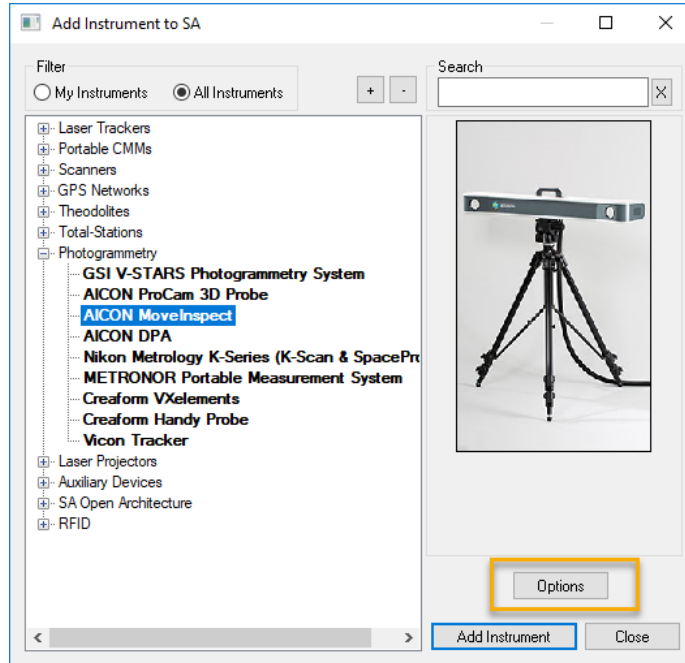 Add Instrument to SA
Filter
My Instruments
All Instruments
+
-
Search
X
Laser Trackers
Portable CMMs
Scanners
GPS Networks
Theodolites
Total-Stations
Photogrammetry
GSI V-STARS Photogrammetry System
AICON ProCam 3D Probe
AICON MoveInspect
AICON DPA
Nikon Metrology K-Series (K-Scan & SpacePro
METRONOR Portable Measurement System
Creaform VXelements
Creaform Handy Probe
Vicon Tracker
Laser Projectors
Auxiliary Devices
SA Open Architecture
RFID
Options
Add Instrument
Close